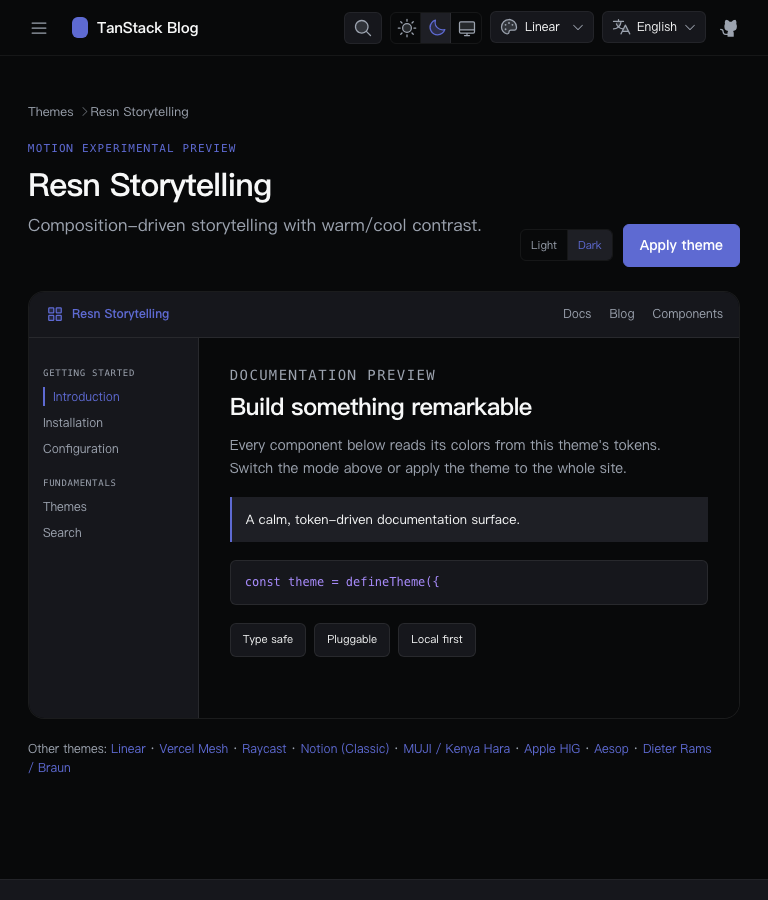 TanStack Blog
Linear
English
Themes
Resn Storytelling
MOTION EXPERIMENTAL PREVIEW
Resn Storytelling
Composition–driven storytelling with warm/cool contrast.
Light
Dark
Apply theme
Resn Storytelling
Docs
Blog
Components
GETTING STARTED
Introduction
Installation
Configuration
FUNDAMENTALS
Themes
Search
DOCUMENTATION PREVIEW
Build something remarkable
Every component below reads its colors from this theme's tokens.
Switch the mode above or apply the theme to the whole site.
A calm, token–driven documentation surface.
const theme = defineTheme({
Type safe
Pluggable
Local first
Other themes: Linear · Vercel Mesh · Raycast · Notion (Classic) · MUJI / Kenya Hara · Apple HIG · Aesop · Dieter Rams
/ Braun